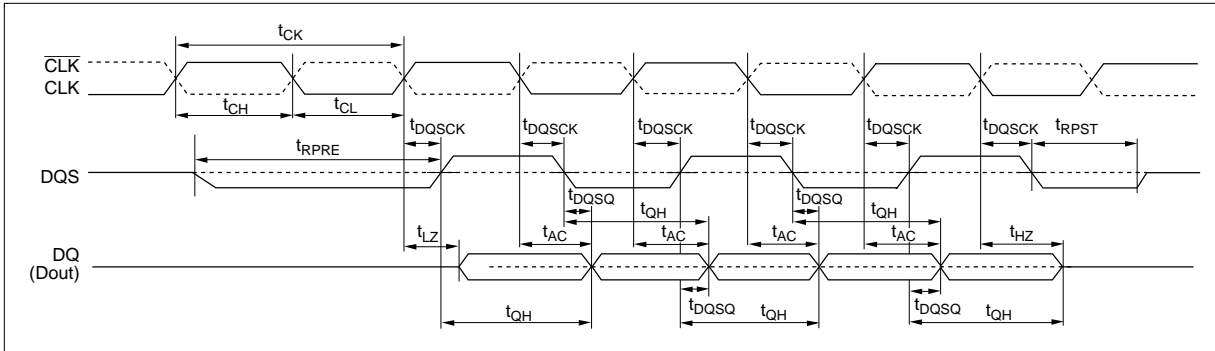 tCK
CLK
CLK
tCH tCL
tDQSCK tDQSCK tDQSCK tDQSCK tDQSCK tDQSCK tRPST
tRPRE
DQS
tDQSQ tDQSQ
tQH tQH
tLZ tAC tAC tAC tAC tHZ
DQ
(Dout)
tDQSQ tDQSQ
tQH tQH tQH